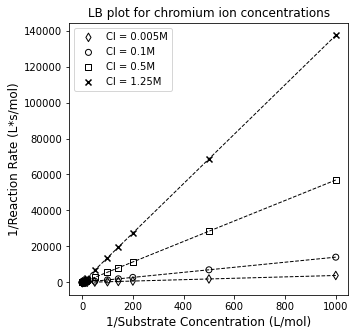 LB plot for chromium ion concentrations
CI = 0.005M
CI = 0.1M
CI = 0.5M
CI = 1.25M
140000
120000
100000
80000
60000
40000
20000
0
1/Reaction Rate (L*s/mol)
0 200 400 600 800 1000
1/Substrate Concentration (L/mol)